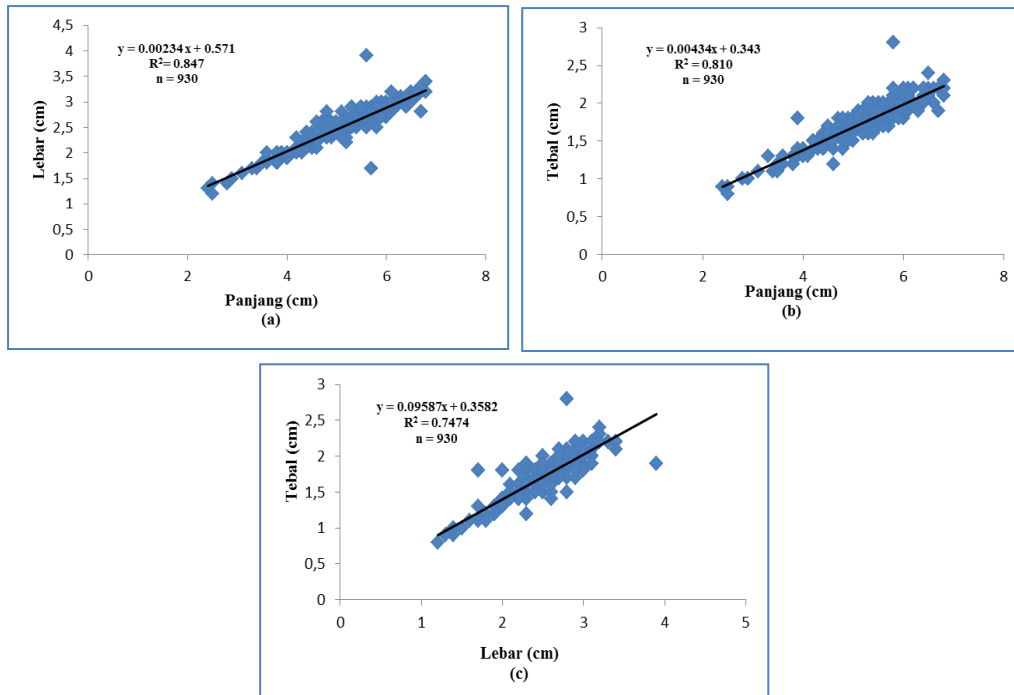 4,5
4
3,5
3
2,5
2
1,5
1
0,5
0
Lebar (cm)
y = 0.00234x + 0.571
R² = 0.847
n = 930
0 2 4 6 8
Panjang (cm)
(a)
3
2,5
2
1,5
1
0,5
0
Tebal (cm)
y = 0.00434x + 0.343
R² = 0.810
n = 930
0 2 4 6 8
Panjang (cm)
(b)
3
2,5
2
1,5
1
0,5
0
Tebal (cm)
y = 0.09587x + 0.3582
R² = 0.7474
n = 930
0 1 2 3 4 5
Lebar (cm)
(c)